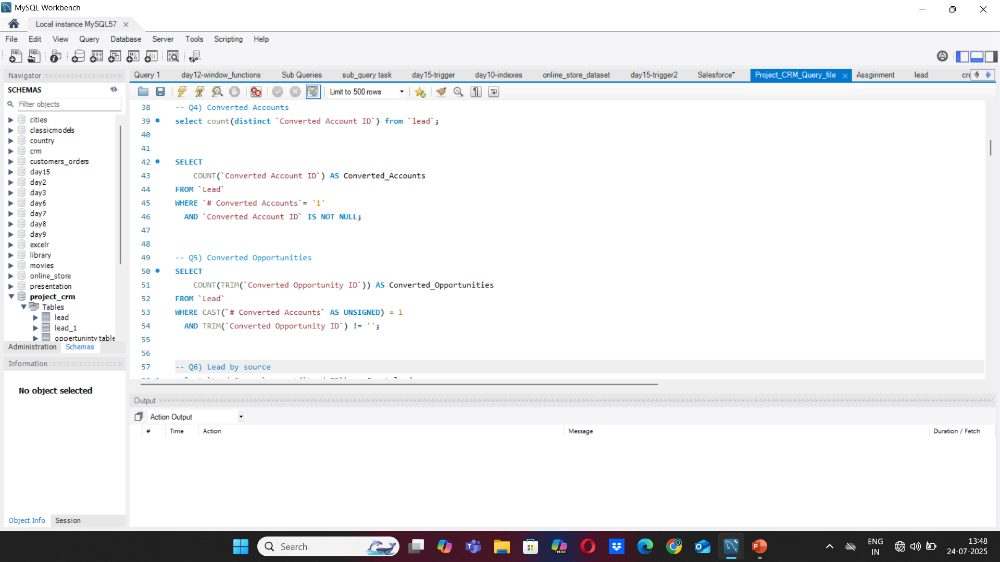 MySQL Workbench
Local instance MySQL57
File Edit View Query Database Server Tools Scripting Help
Navigator
SCHEMAS
Filter objects
cities
classicmodels
country
crm
customers_orders
day15
day2
day3
day6
day7
day8
day9
excelr
library
movies
online_store
presentation
project_crm
Tables
lead
lead_1
oppertuninty table
Administration Schemas
Information
No object selected
Object Info Session
Query 1 day12-window_functions Sub Queries sub_query task day15-trigger day10-indexes online_store_dataset day15-trigger2 Salesforce* Project_CRM_Query_file Assginment lead crı
Limit to 500 rows
38 -- Q4) Converted Accounts
39 select count(distinct `Converted Account ID`) from `lead`;
40
41
42 SELECT
43 COUNT(`Converted Account ID`) AS Converted_Accounts
44 FROM `Lead`
45 WHERE `# Converted Accounts`= '1'
46 AND `Converted Account ID` IS NOT NULL;
47
48
49 -- Q5) Converted Opportunities
50 SELECT
51 COUNT(TRIM(`Converted Opportunity ID`)) AS Converted_Opportunities
52 FROM `Lead`
53 WHERE CAST(`# Converted Accounts` AS UNSIGNED) = 1
54 AND TRIM(`Converted Opportunity ID`) != '';
55
56
57 -- Q6) Lead by source
Output
Action Output
# Time Action Message Duration / Fetch
Search
ENG
IN
13:48
24-07-2025